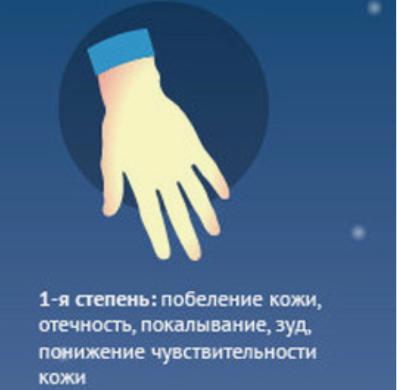 1-я степень: побеление кожи,
отечность, покалывание, зуд,
понижение чувствительности
кожи